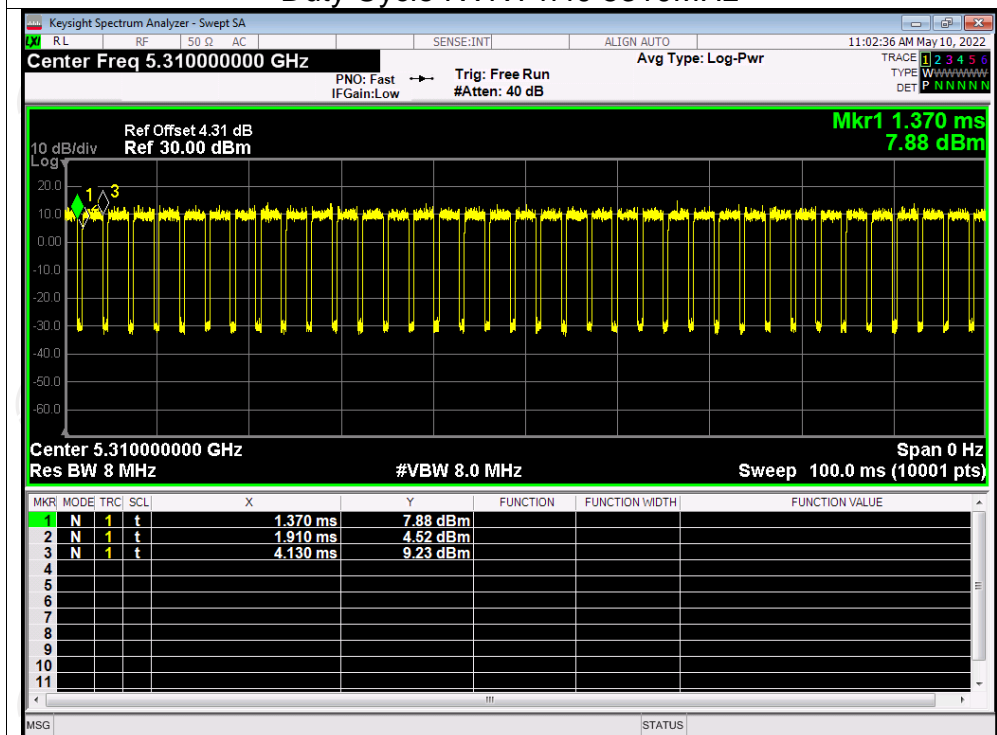 Keysight Spectrum Analyzer - Swept SA
LXI RL RF 50 Ω AC SENSE:INT ALIGN AUTO 11:02:36 AM May 10, 2022
Center Freq 5.310000000 GHz Avg Type: Log-Pwr TRACE 1 2 3 4 5 6
PNO: Fast Trig: Free Run TYPE WWWWWW
IFGain:Low #Atten: 40 dB DET P N N N N N
Mkr1 1.370 ms
Ref Offset 4.31 dB
10 dB/div Ref 30.00 dBm 7.88 dBm
Log
20.0
1 2 3
10.0
0.00
-10.0
-20.0
-30.0
-40.0
-50.0
-60.0
Center 5.310000000 GHz Span 0 Hz
Res BW 8 MHz #VBW 8.0 MHz Sweep 100.0 ms (10001 pts)
MKR MODE TRC SCL X Y FUNCTION FUNCTION WIDTH FUNCTION VALUE
1 N 1 t 1.370 ms 7.88 dBm
2 N 1 t 1.910 ms 4.52 dBm
3 N 1 t 4.130 ms 9.23 dBm
4
5
6
7
8
9
10
11
MSG STATUS